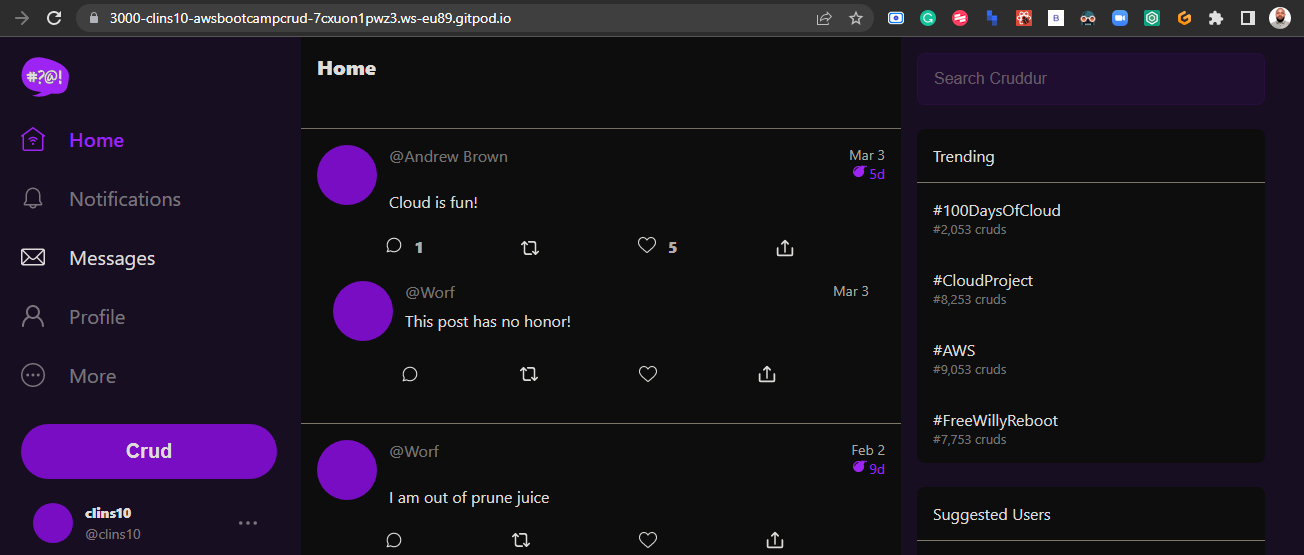 3000-clins10-awsbootcampcrud-7cxuon1pwz3.ws-eu89.gitpod.io
#?@!
Home
Notifications
Messages
Profile
More
Crud
clins10
@clins10
Home
@Andrew Brown
Mar 3
5d
Cloud is fun!
1
5
@Worf
Mar 3
This post has no honor!
@Worf
Feb 2
9d
I am out of prune juice
Search Cruddur
Trending
#100DaysOfCloud
#2,053 cruds
#CloudProject
#8,253 cruds
#AWS
#9,053 cruds
#FreeWillyReboot
#7,753 cruds
Suggested Users